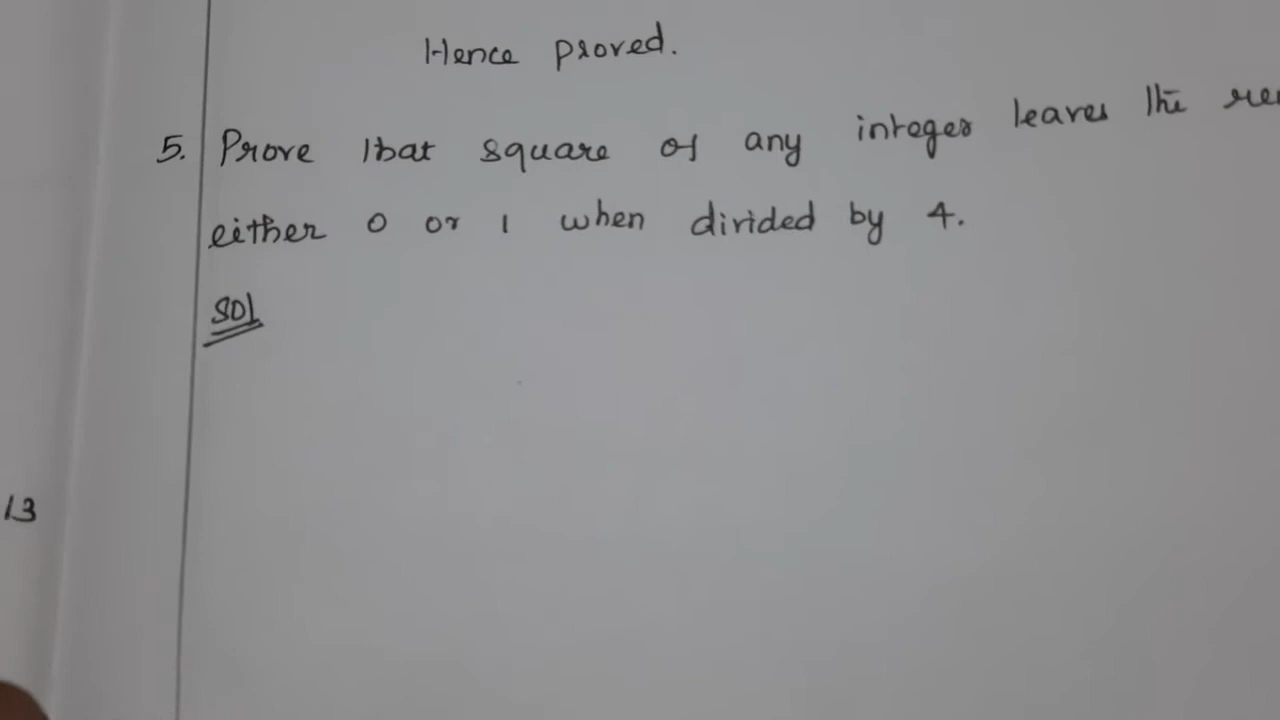 Hence proved.
5. Prove that square of any integer leaves the
either 0 or 1 when divided by 4.
Sol
13